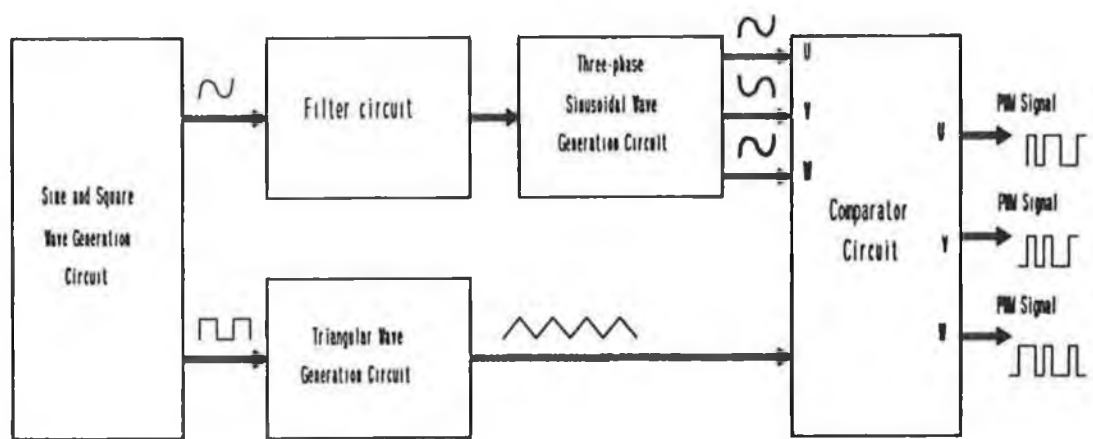 Sine and Square
Wave Generation
Circuit
Filter circuit
Three-phase
Sinusoidal Wave
Generation Circuit
Triangular Wave
Generation Circuit
U
V
W
Comparator
Circuit
U
V
W
PWM Signal
PWM Signal
PWM Signal